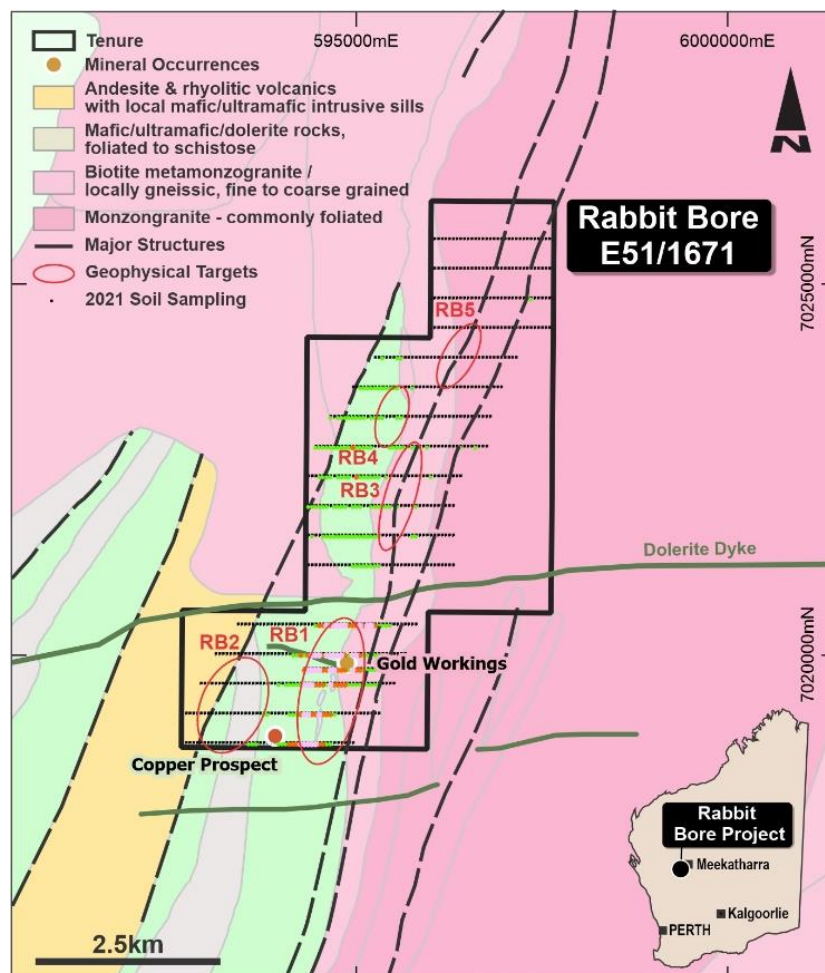 595000mE
6000000mE
Tenure
Mineral Occurrences
Andesite & rhyolitic volcanics
with local mafic/ultramafic intrusive sills
Mafic/ultramafic/dolerite rocks,
foliated to schistose
Biotite metamonzogranite /
locally gneissic, fine to coarse grained
Monzongranite - commonly foliated
Major Structures
Geophysical Targets
2021 Soil Sampling
N
Rabbit Bore
E51/1671
7025000mN
RB5
RB4
RB3
Dolerite Dyke
RB2
RB1
Gold Workings
7020000mN
Copper Prospect
Rabbit
Bore Project
Meekatharra
Kalgoorlie
PERTH
2.5km